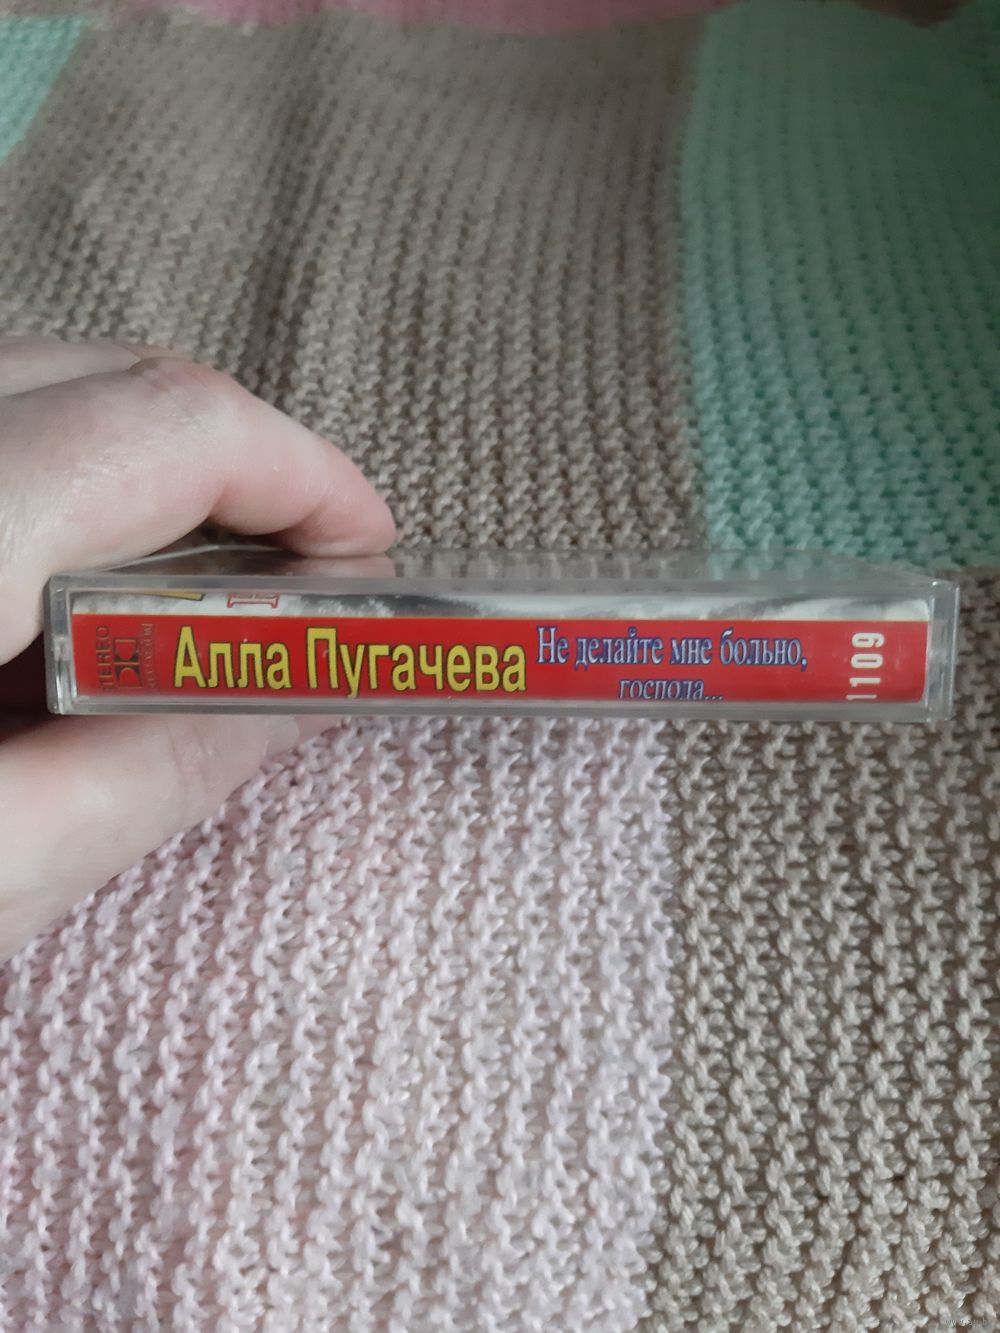 Алла Пугачева
Не делайте мне больно,
господа...
1109